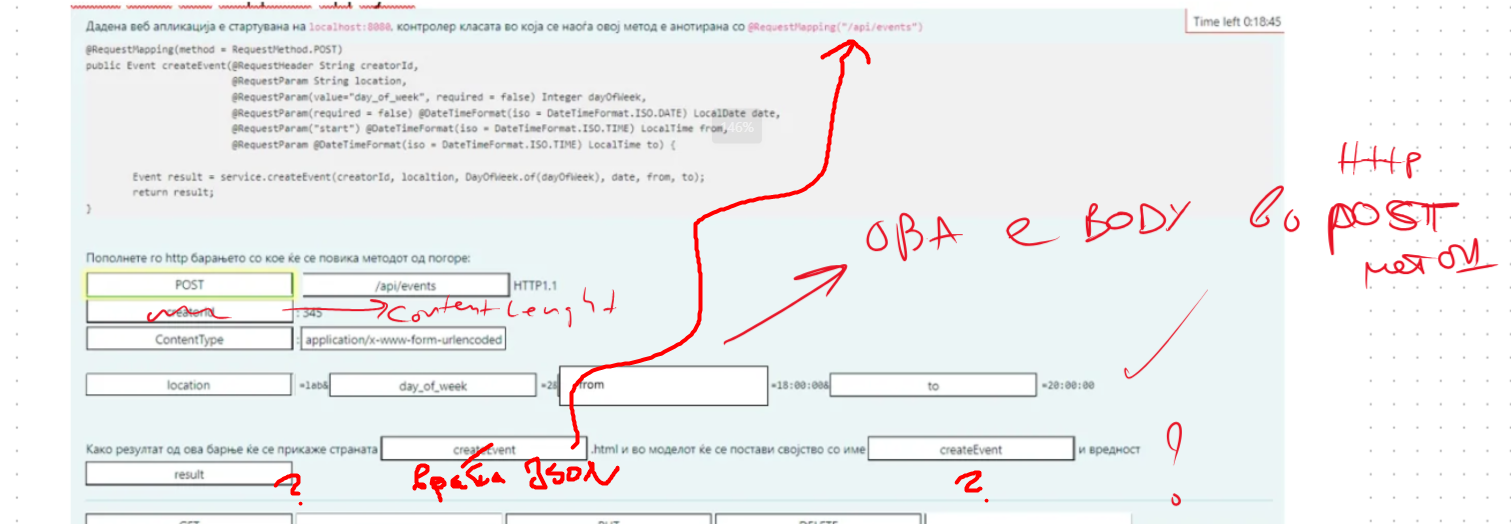 Дадена веб апликација е стартувана на localhost:8080, контролер класата во која се наоѓа овој метод е анотирана со @RequestMapping("/api/events")
Time left 0:18:45
@RequestMapping(method = RequestMethod.POST)
public Event createEvent(@RequestHeader String creatorId,
@RequestParam String location,
@RequestParam(value="day_of_week", required = false) Integer dayOfWeek,
@RequestParam(required = false) @DateTimeFormat(iso = DateTimeFormat.ISO.DATE) LocalDate date,
@RequestParam("start") @DateTimeFormat(iso = DateTimeFormat.ISO.TIME) LocalTime from,
146%
@RequestParam @DateTimeFormat(iso = DateTimeFormat.ISO.TIME) LocalTime to) {
Event result = service.createEvent(creatorId, localtion, DayOfWeek.of(dayOfWeek), date, from, to);
return result;
}
Http
ОВА е BODY во POST
метод
Пополнете го http барањето со кое ќе се повика методот од погоре:
POST /api/events HTTP1.1
creatorId : 345 Content Lenght
ContentType : application/x-www-form-urlencoded
location =lab& day_of_week =2& from =18:00:00& to =20:00:00
Како резултат од ова барње ќе се прикаже страната createEvent .html и во моделот ќе се постави својство со име createEvent и вредност
result
? враќа JSON ? ?
PUT DELETE